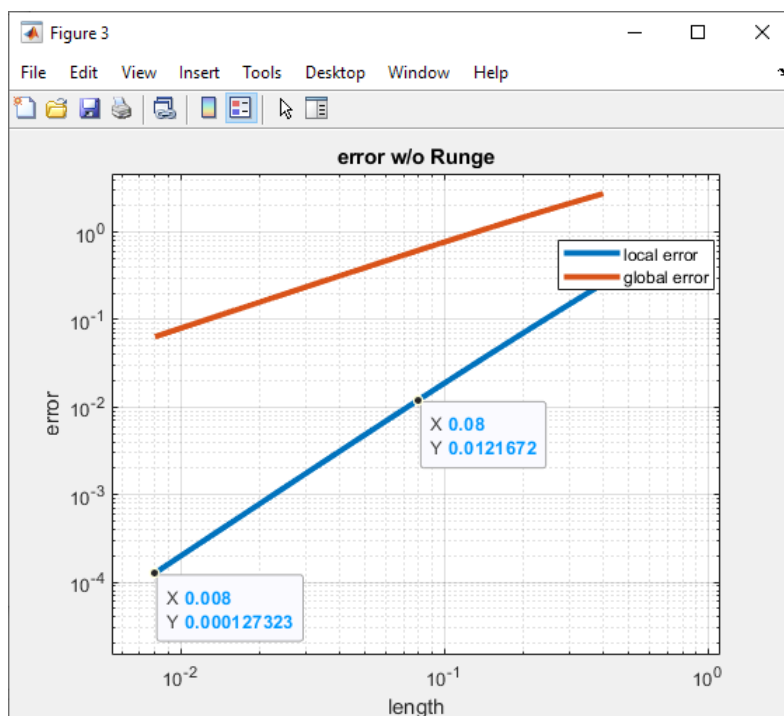 Figure 3
File Edit View Insert Tools Desktop Window Help
error w/o Runge
10^0
10^-1
10^-2
10^-3
10^-4
error
local error
global error
X 0.08
Y 0.0121672
X 0.008
Y 0.000127323
10^-2 10^-1 10^0
length